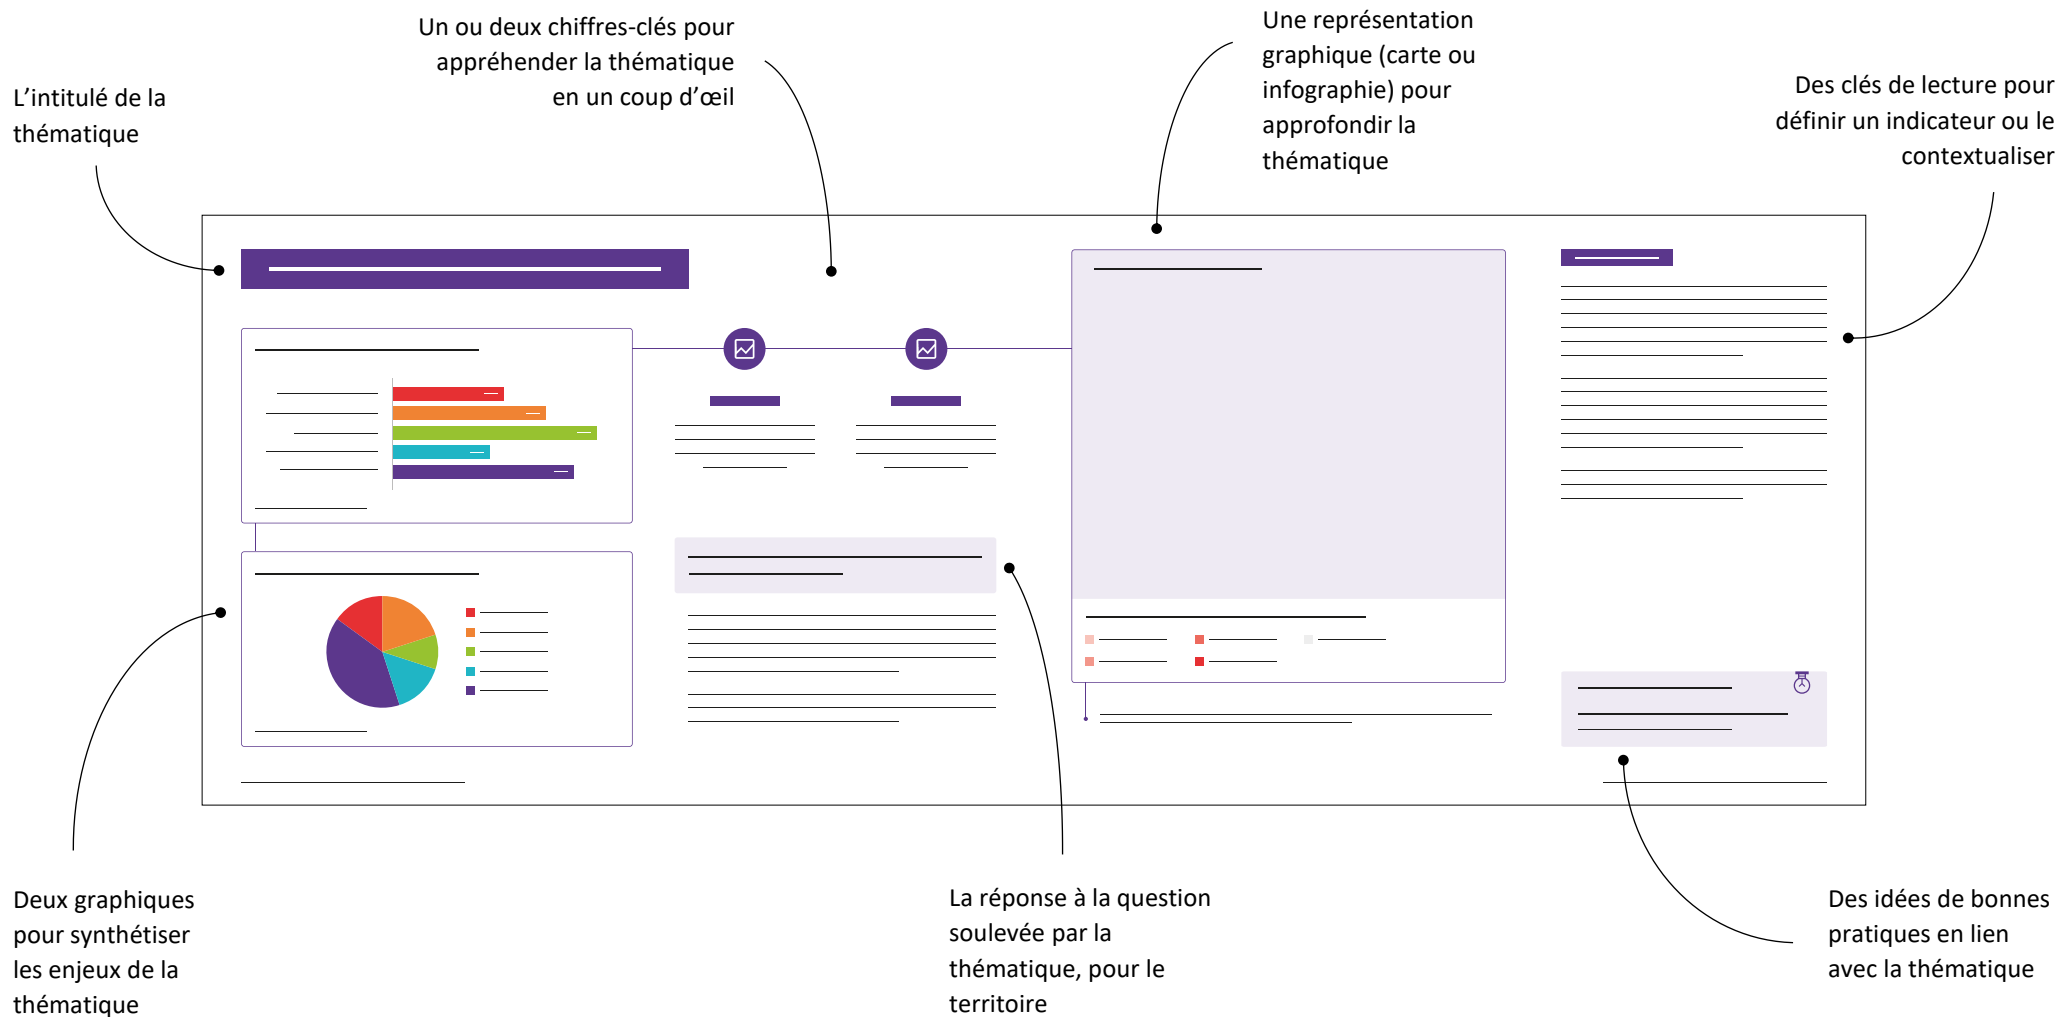 L’intitulé de la
thématique
Un ou deux chiffres-clés pour
appréhender la thématique
en un coup d’œil
Une représentation
graphique (carte ou
infographie) pour
approfondir la
thématique
Des clés de lecture pour
définir un indicateur ou le
contextualiser
Deux graphiques
pour synthétiser
les enjeux de la
thématique
La réponse à la question
soulevée par la
thématique, pour le
territoire
Des idées de bonnes
pratiques en lien
avec la thématique